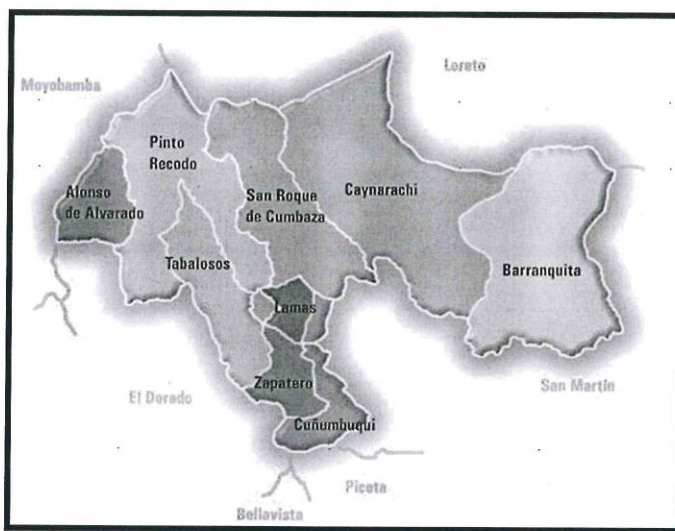 Loreto
Moyobamba
Pinto
Recodo
Alonso
de Alvarado
San Roque
de Cumbaza
Caynarachi
Tabalosos
Barranquita
Lamas
Zapatero
El Dorado
San Martin
Cuñumbuqui
Picota
Bellavista